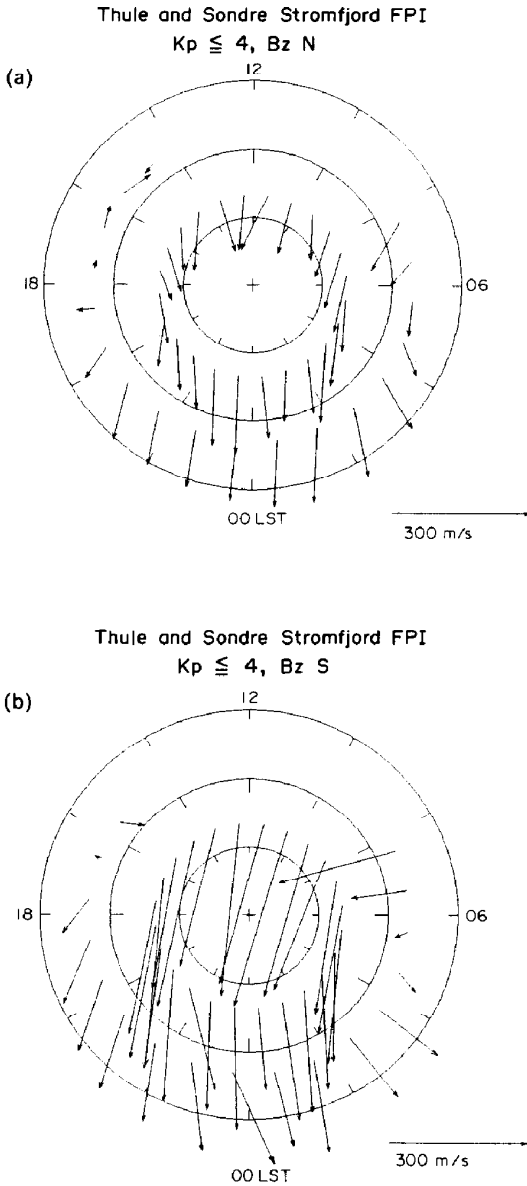 Thule and Sondre Stromfjord FPI
Kp ≦ 4, Bz N
(a)
12
18
06
00 LST
300 m/s
Thule and Sondre Stromfjord FPI
Kp ≦ 4, Bz S
(b)
12
18
06
00 LST
300 m/s